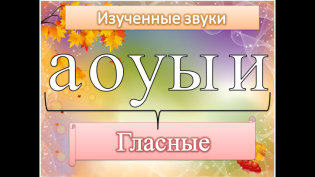 Изученные звуки
а о у ы и
Гласные